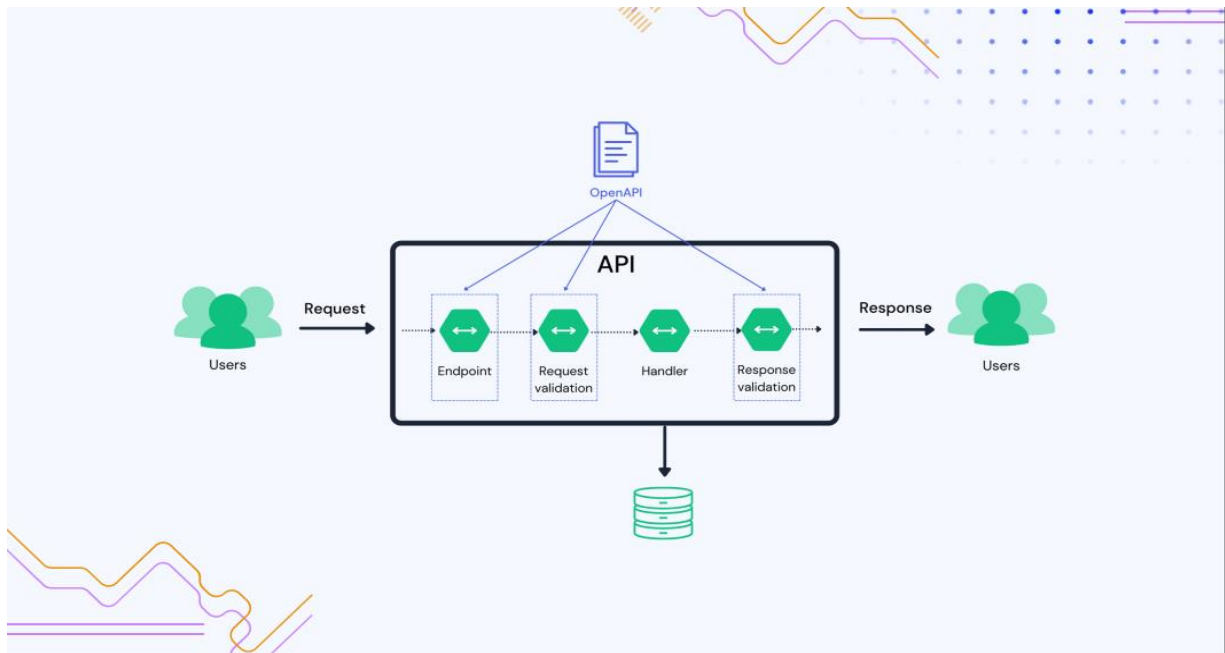 OpenAPI
API
Request
Response
Users
Endpoint
Request
validation
Handler
Response
validation
Users